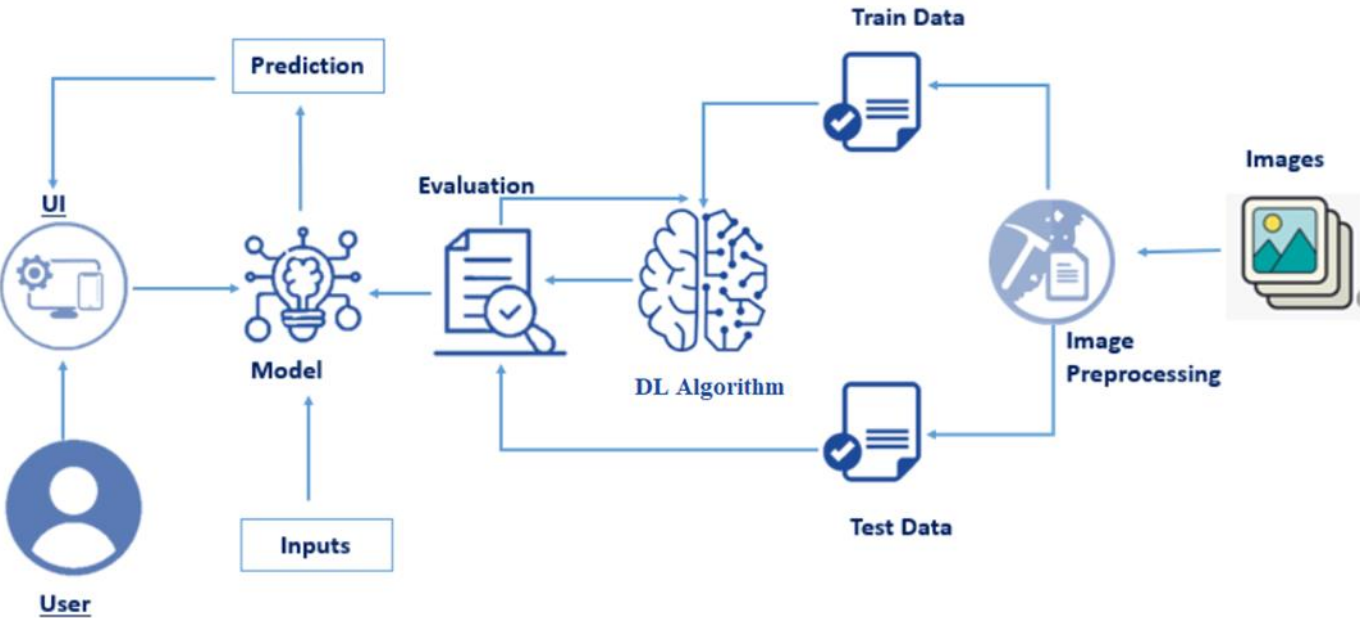 Train Data
Prediction
Images
Evaluation
UI
Image
Preprocessing
Model
DL Algorithm
Test Data
Inputs
User